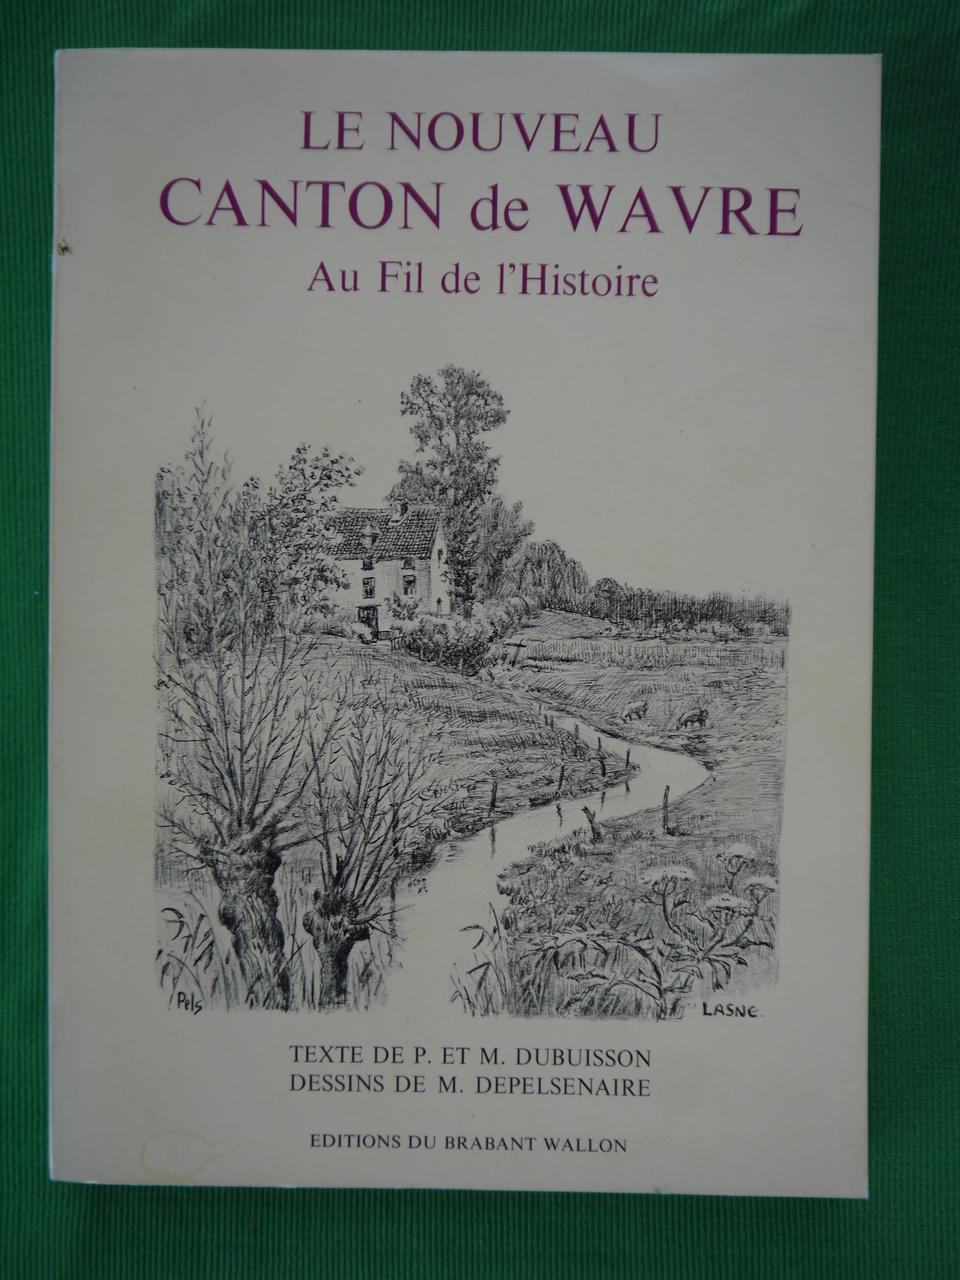 LE NOUVEAU
CANTON de WAVRE
Au Fil de l'Histoire
Pels
LASNE.
TEXTE DE P. ET M. DUBUISSON
DESSINS DE M. DEPELSENAIRE
EDITIONS DU BRABANT WALLON